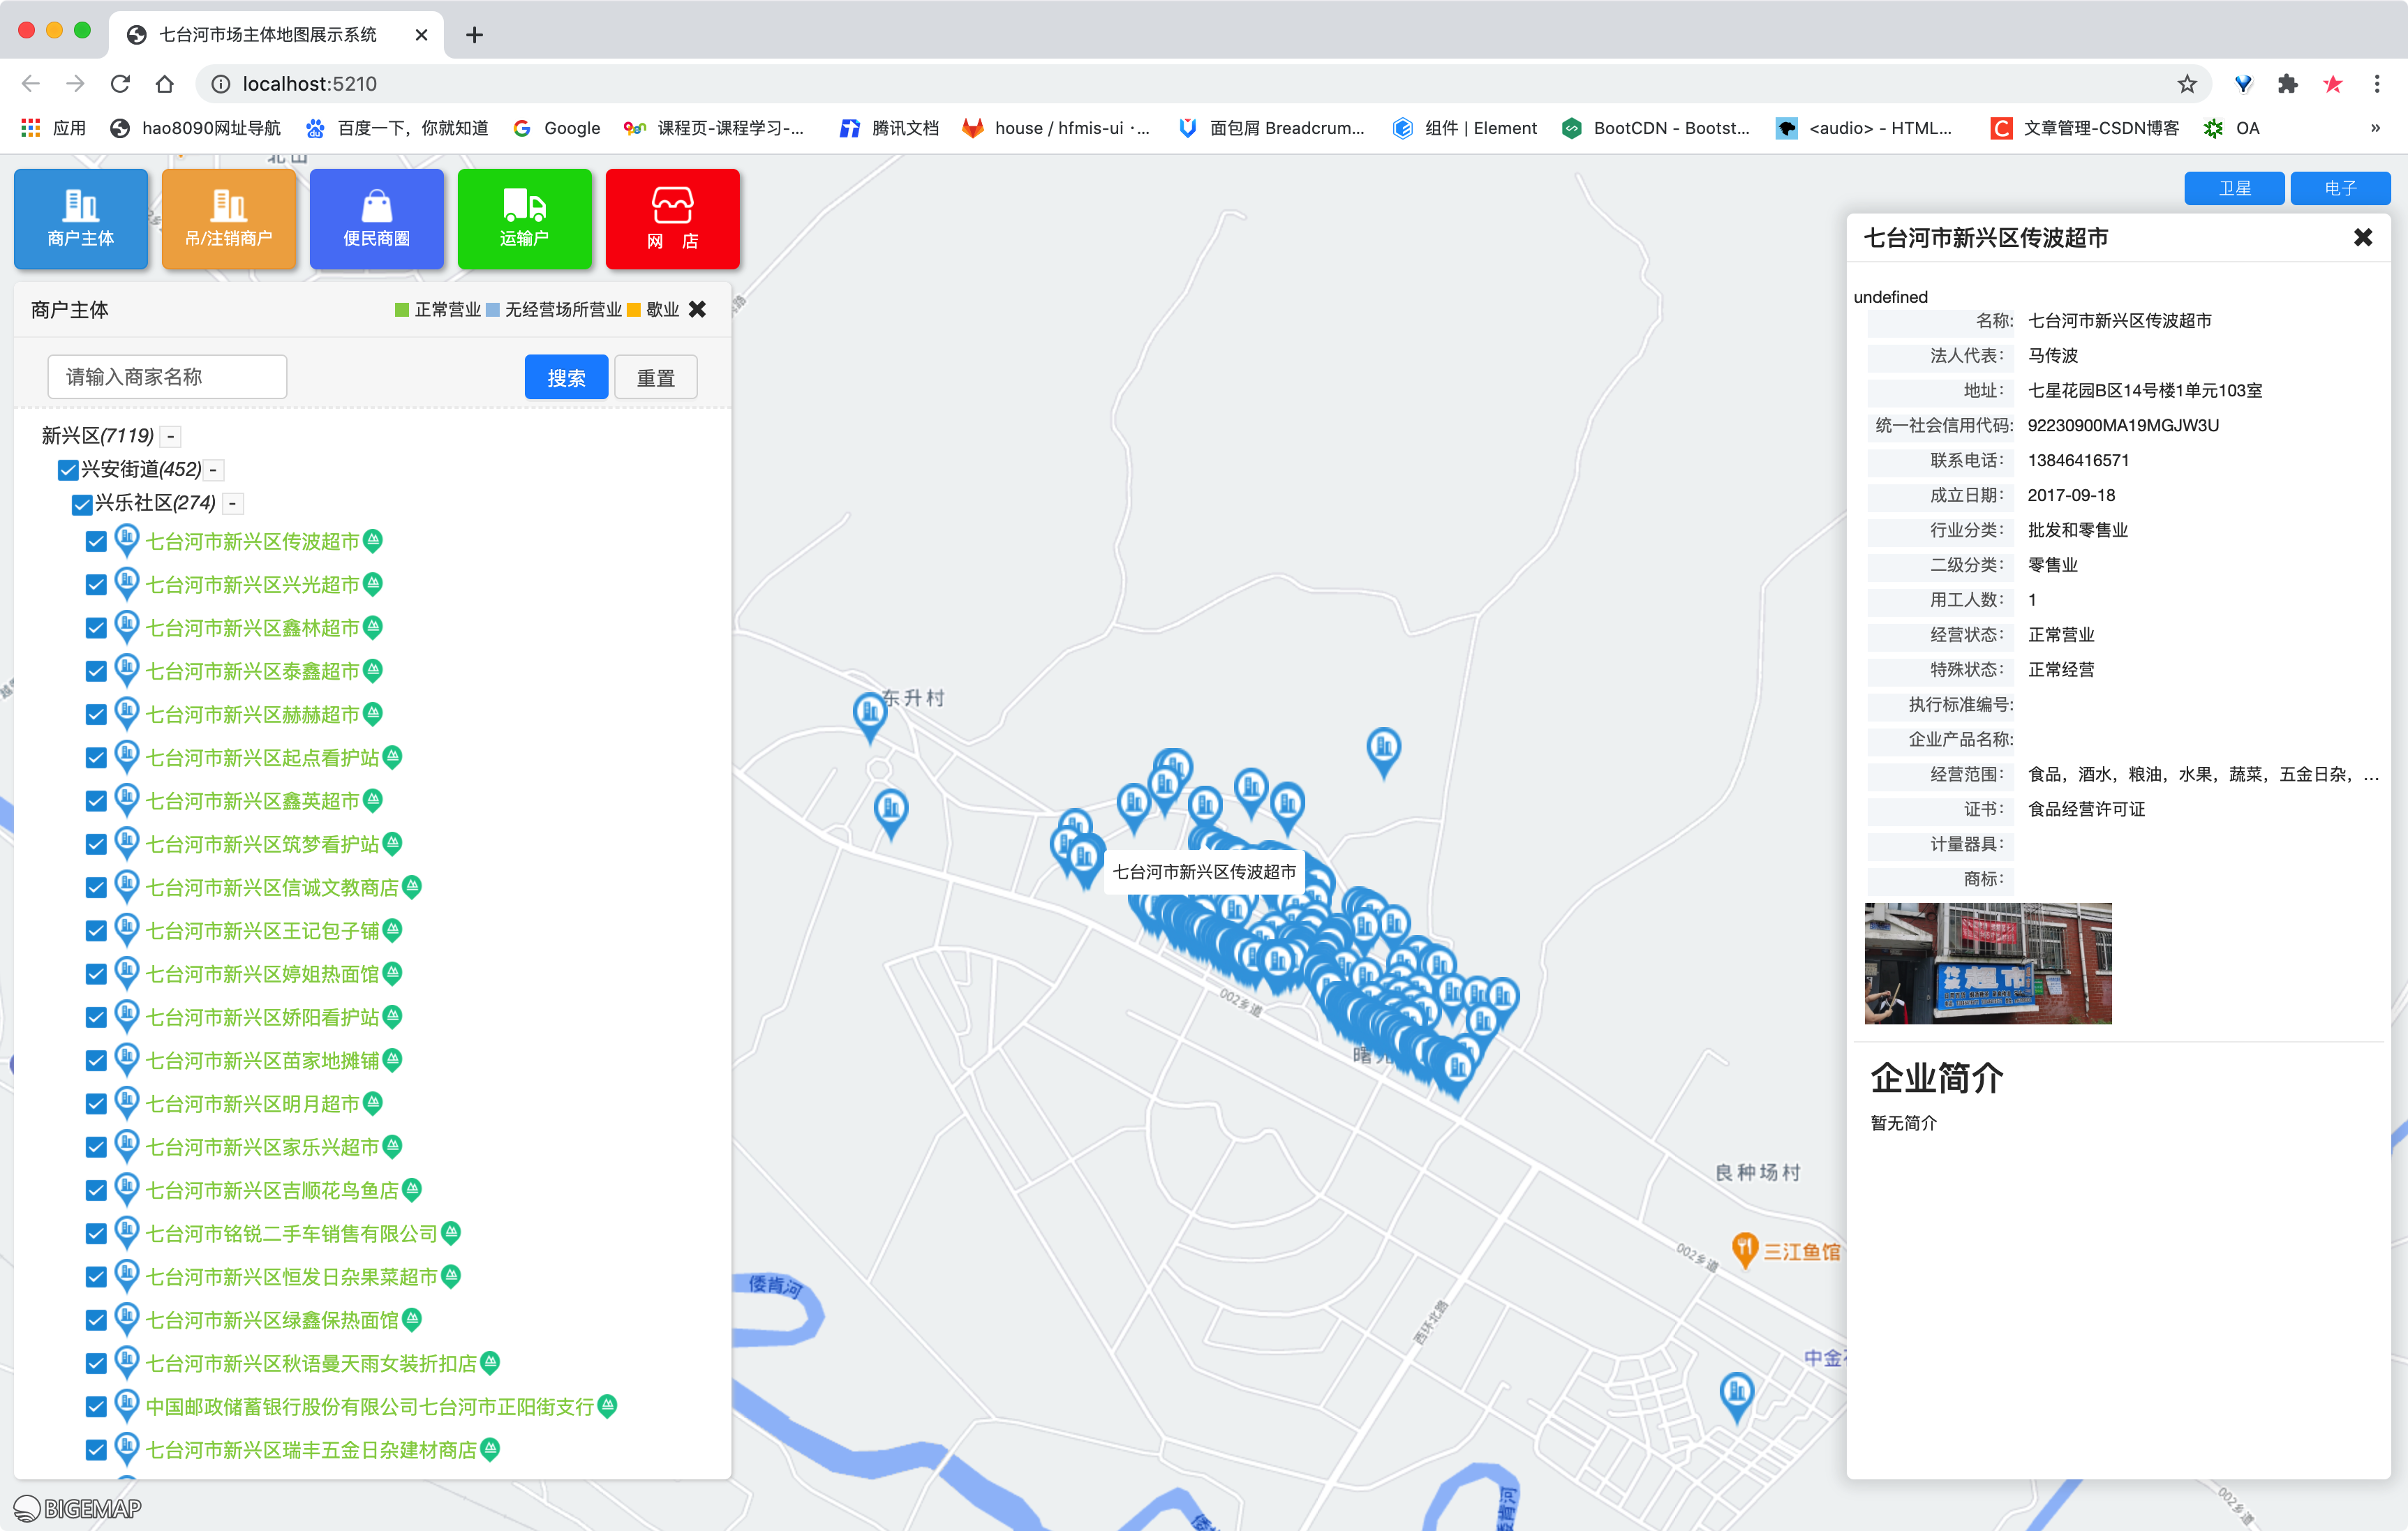 七台河市场主体地图展示系统
localhost:5210
应用 hao8090网址导航 百度一下，你就知道 Google 课程页-课程学习-... 腾讯文档 house / hfmis-ui ·... 面包屑 Breadcrum... 组件 | Element BootCDN - Bootst... <audio> - HTML... 文章管理-CSDN博客 OA »
北山
商户主体 吊/注销商户 便民商圈 运输户 网 店
卫星 电子
商户主体 正常营业 无经营场所营业 歇业
请输入商家名称 搜索 重置
新兴区(7119) -
兴安街道(452) -
兴乐社区(274) -
七台河市新兴区传波超市
七台河市新兴区兴光超市
七台河市新兴区鑫林超市
七台河市新兴区泰鑫超市
七台河市新兴区赫赫超市
七台河市新兴区起点看护站
七台河市新兴区鑫英超市
七台河市新兴区筑梦看护站
七台河市新兴区信诚文教商店
七台河市新兴区王记包子铺
七台河市新兴区婷姐热面馆
七台河市新兴区娇阳看护站
七台河市新兴区苗家地摊铺
七台河市新兴区明月超市
七台河市新兴区家乐兴超市
七台河市新兴区吉顺花鸟鱼店
七台河市铭锐二手车销售有限公司
七台河市新兴区恒发日杂果菜超市
七台河市新兴区绿鑫保热面馆
七台河市新兴区秋语曼天雨女装折扣店
中国邮政储蓄银行股份有限公司七台河市正阳街支行
七台河市新兴区瑞丰五金日杂建材商店
BIGEMAP
东升村
七台河市新兴区传波超市
002乡道
曙光
良种场村
002乡道
三江鱼馆
西环北路
中金
倭肯河
倭肯河
002乡道
七台河市新兴区传波超市
undefined
名称: 七台河市新兴区传波超市
法人代表: 马传波
地址: 七星花园B区14号楼1单元103室
统一社会信用代码: 92230900MA19MGJW3U
联系电话: 13846416571
成立日期: 2017-09-18
行业分类: 批发和零售业
二级分类: 零售业
用工人数: 1
经营状态: 正常营业
特殊状态: 正常经营
执行标准编号:
企业产品名称:
经营范围: 食品，酒水，粮油，水果，蔬菜，五金日杂，...
证书: 食品经营许可证
计量器具:
商标:
传波 超市
企业简介
暂无简介